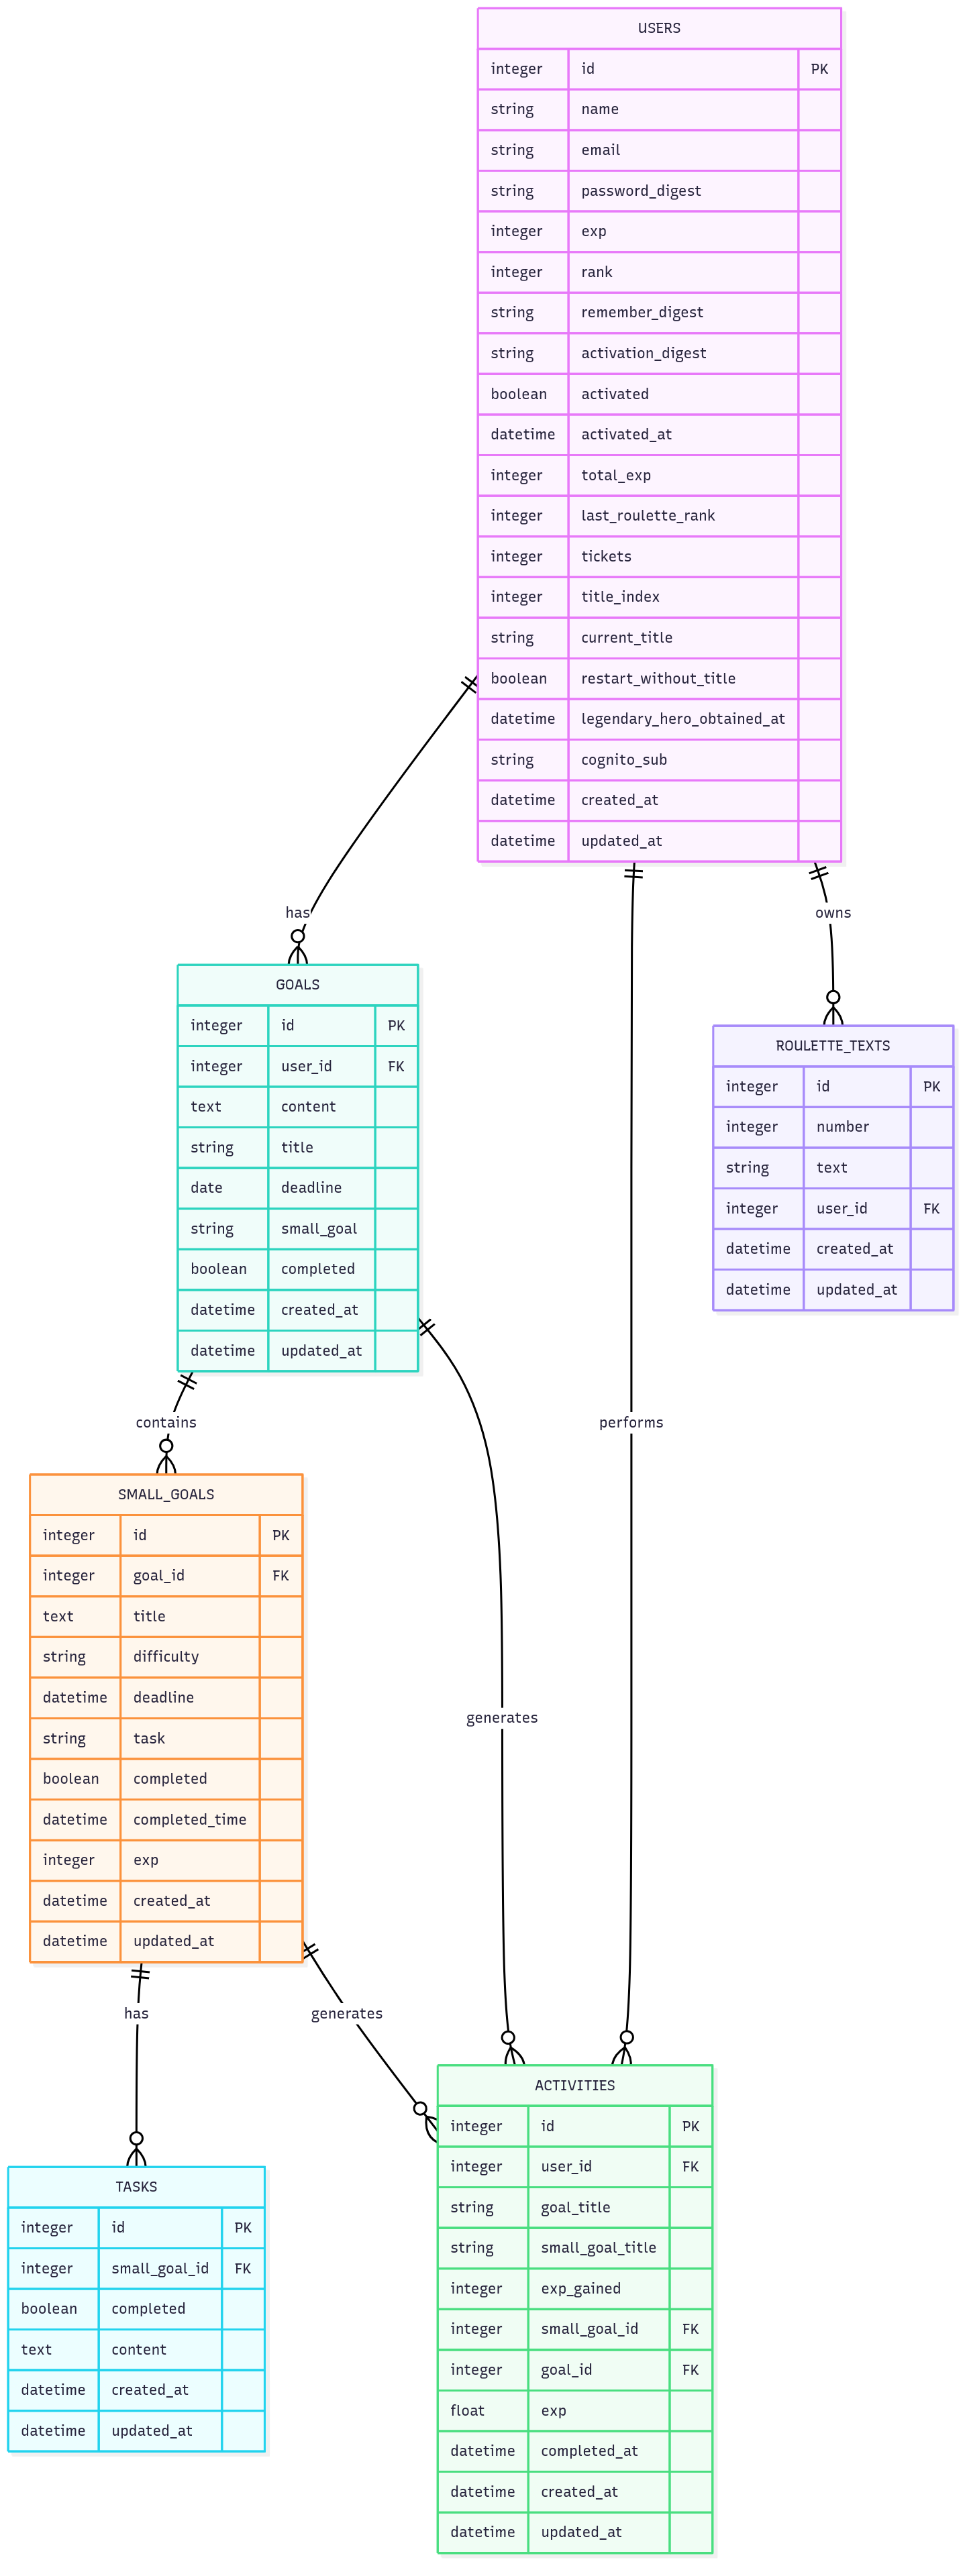 USERS
integer id PK
string name
string email
string password_digest
integer exp
integer rank
string remember_digest
string activation_digest
boolean activated
datetime activated_at
integer total_exp
integer last_roulette_rank
integer tickets
integer title_index
string current_title
boolean restart_without_title
datetime legendary_hero_obtained_at
string cognito_sub
datetime created_at
datetime updated_at
has
owns
GOALS
integer id PK
integer user_id FK
text content
string title
date deadline
string small_goal
boolean completed
datetime created_at
datetime updated_at
ROULETTE_TEXTS
integer id PK
integer number
string text
integer user_id FK
datetime created_at
datetime updated_at
contains
performs
SMALL_GOALS
integer id PK
integer goal_id FK
text title
string difficulty
datetime deadline
string task
boolean completed
datetime completed_time
integer exp
datetime created_at
datetime updated_at
generates
has
generates
ACTIVITIES
integer id PK
integer user_id FK
string goal_title
string small_goal_title
integer exp_gained
integer small_goal_id FK
integer goal_id FK
float exp
datetime completed_at
datetime created_at
datetime updated_at
TASKS
integer id PK
integer small_goal_id FK
boolean completed
text content
datetime created_at
datetime updated_at